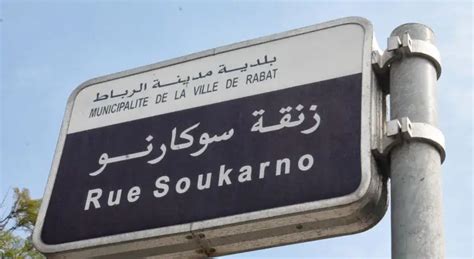 بلدية مدينة الرباط
MUNICIPALITE DE LA VILLE DE RABAT
زنقة سوكارنو
Rue Soukarno